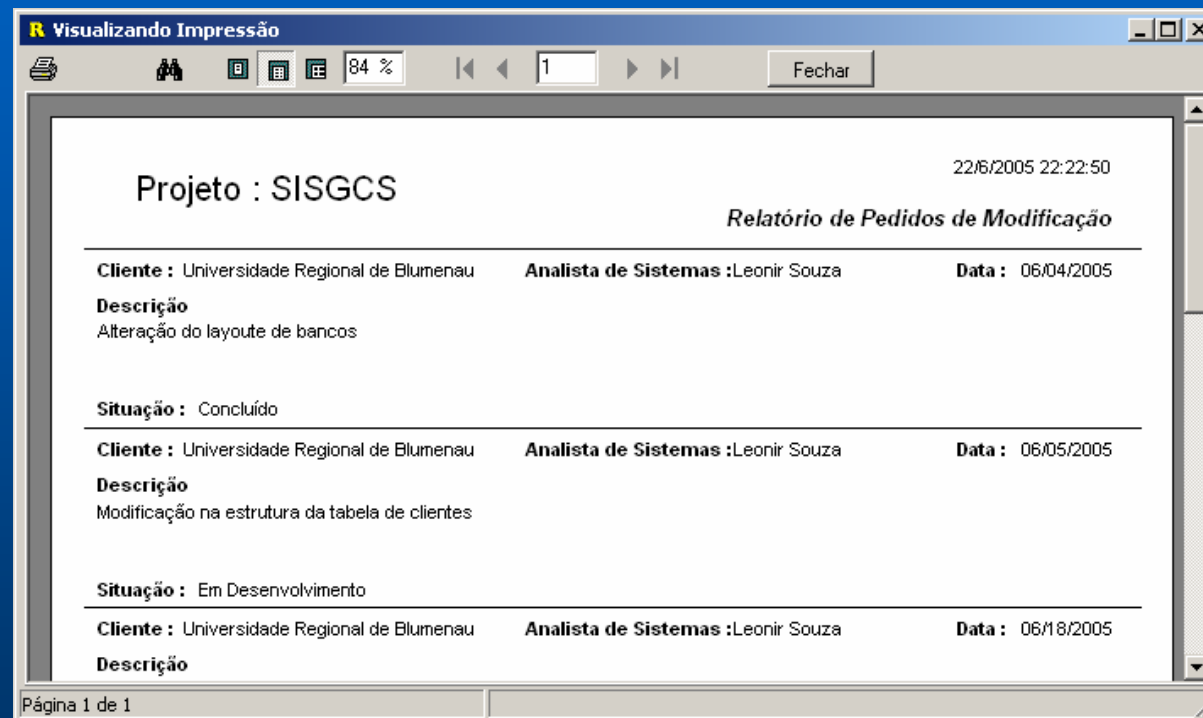 Visualizando Impressão
84 % 1 Fechar
22/6/2005 22:22:50
Projeto : SISGCS
Relatório de Pedidos de Modificação
Cliente : Universidade Regional de Blumenau Analista de Sistemas :Leonir Souza Data : 06/04/2005
Descrição
Alteração do layoute de bancos
Situação : Concluído
Cliente : Universidade Regional de Blumenau Analista de Sistemas :Leonir Souza Data : 06/05/2005
Descrição
Modificação na estrutura da tabela de clientes
Situação : Em Desenvolvimento
Cliente : Universidade Regional de Blumenau Analista de Sistemas :Leonir Souza Data : 06/18/2005
Descrição
Página 1 de 1